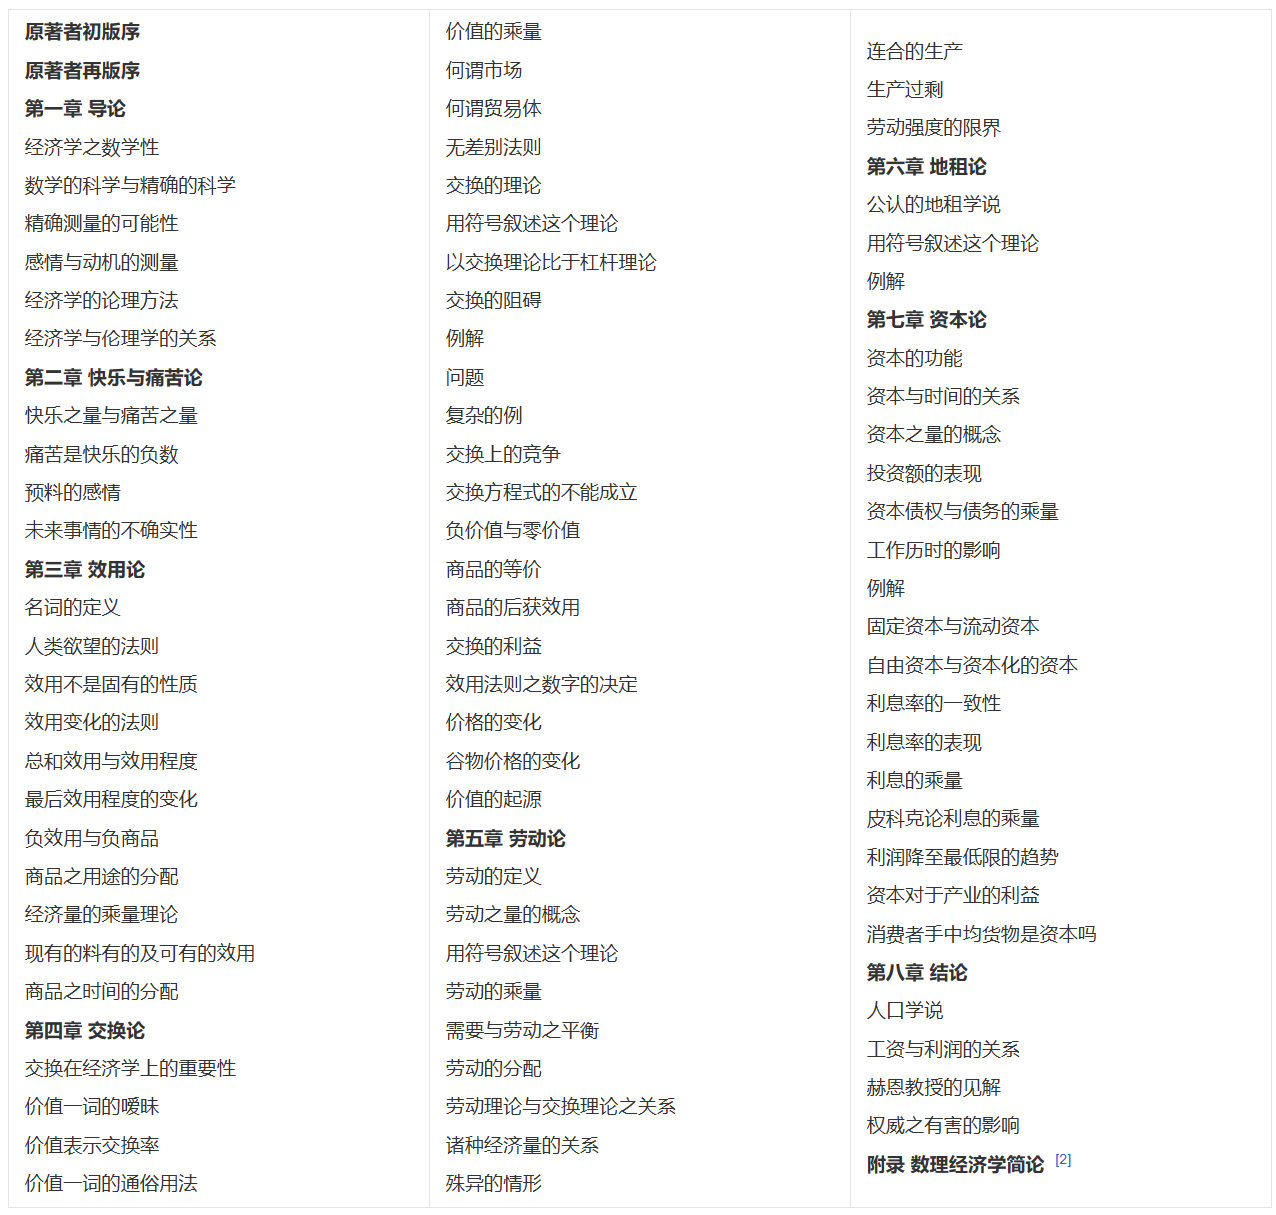 原著者初版序
原著者再版序
第一章 导论
经济学之数学性
数学的科学与精确的科学
精确测量的可能性
感情与动机的测量
经济学的论理方法
经济学与伦理学的关系
第二章 快乐与痛苦论
快乐之量与痛苦之量
痛苦是快乐的负数
预料的感情
未来事情的不确实性
第三章 效用论
名词的定义
人类欲望的法则
效用不是固有的性质
效用变化的法则
总和效用与效用程度
最后效用程度的变化
负效用与负商品
商品之用途的分配
经济量的乘量理论
现有的料有的及可有的效用
商品之时间的分配
第四章 交换论
交换在经济学上的重要性
价值一词的嗳昧
价值表示交换率
价值一词的通俗用法
价值的乘量
何谓市场
何谓贸易体
无差别法则
交换的理论
用符号叙述这个理论
以交换理论比于杠杆理论
交换的阻碍
例解
问题
复杂的例
交换上的竞争
交换方程式的不能成立
负价值与零价值
商品的等价
商品的后获效用
交换的利益
效用法则之数字的决定
价格的变化
谷物价格的变化
价值的起源
第五章 劳动论
劳动的定义
劳动之量的概念
用符号叙述这个理论
劳动的乘量
需要与劳动之平衡
劳动的分配
劳动理论与交换理论之关系
诸种经济量的关系
殊异的情形
连合的生产
生产过剩
劳动强度的限界
第六章 地租论
公认的地租学说
用符号叙述这个理论
例解
第七章 资本论
资本的功能
资本与时间的关系
资本之量的概念
投资额的表现
资本债权与债务的乘量
工作历时的影响
例解
固定资本与流动资本
自由资本与资本化的资本
利息率的一致性
利息率的表现
利息的乘量
皮科克论利息的乘量
利润降至最低限的趋势
资本对于产业的利益
消费者手中均货物是资本吗
第八章 结论
人口学说
工资与利润的关系
赫恩教授的见解
权威之有害的影响
附录 数理经济学简论 [2]